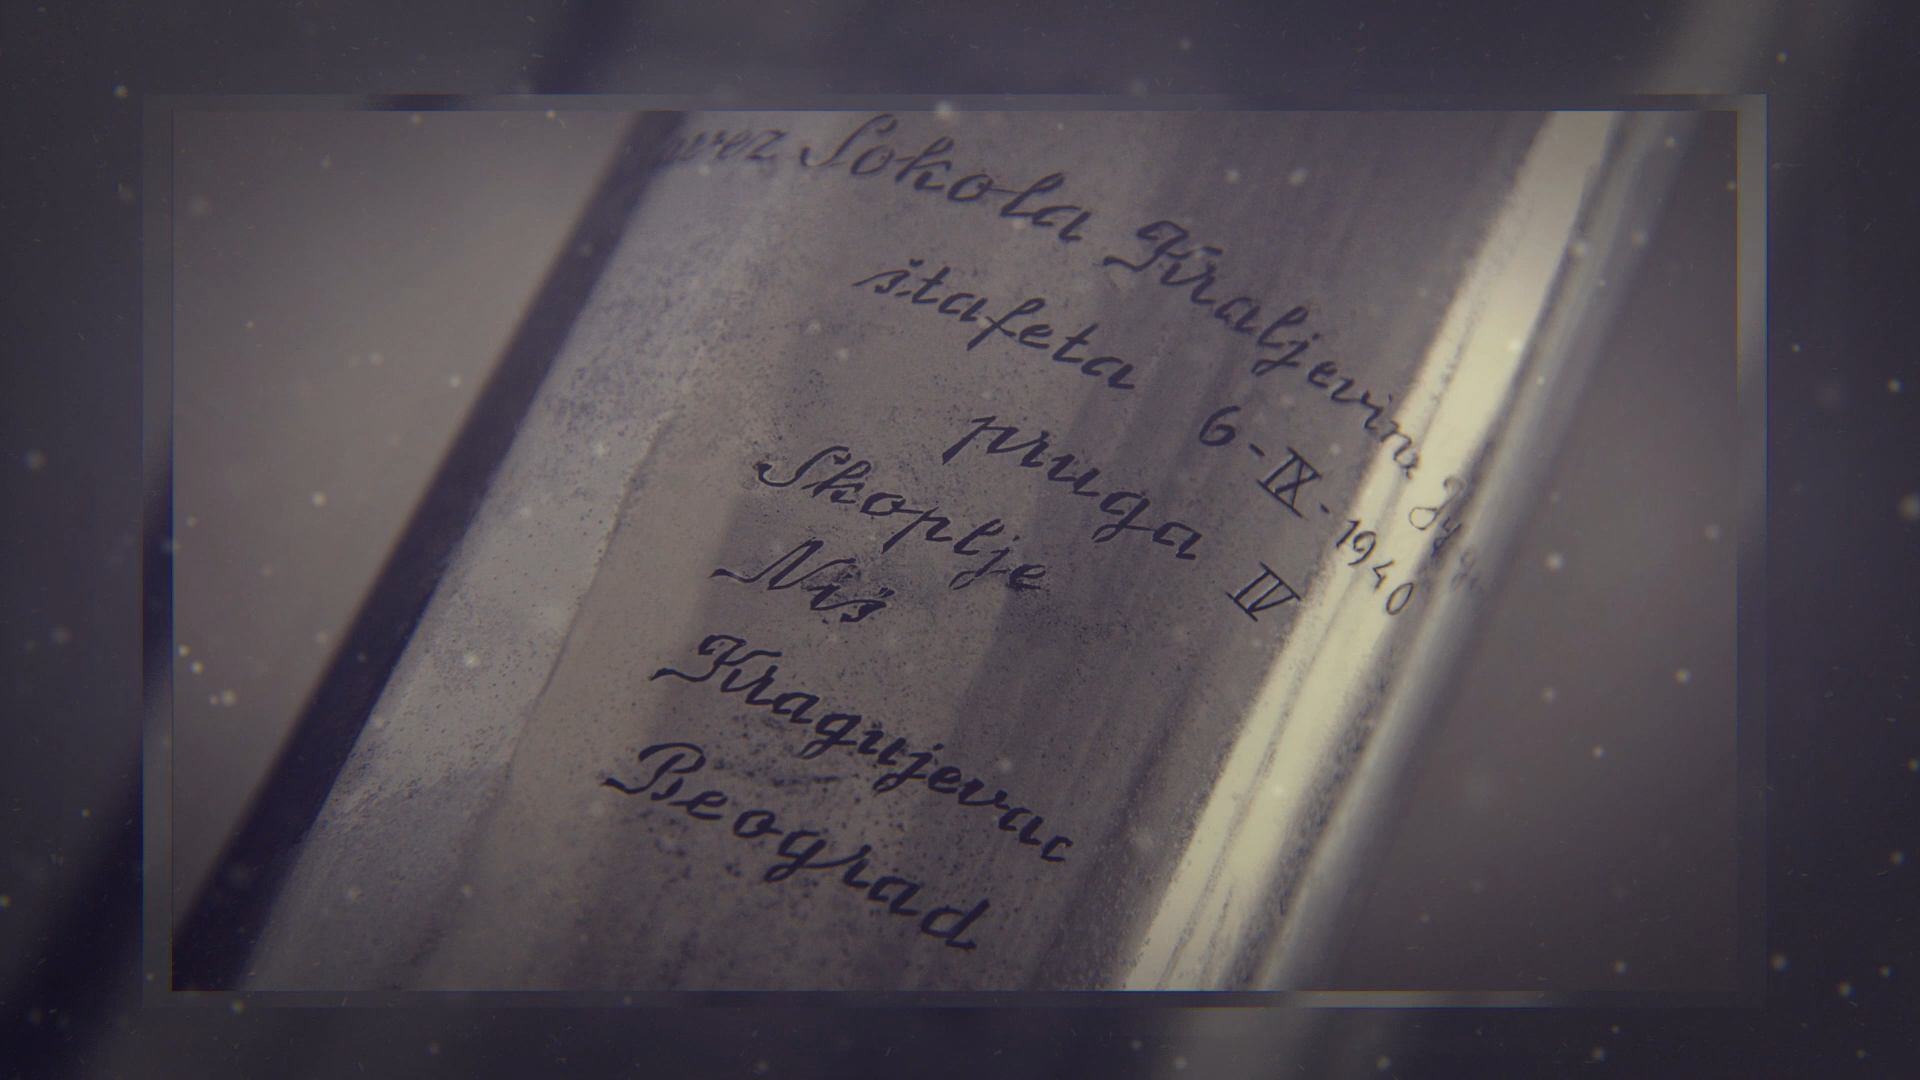 Sokola Kraljevine
štafeta 6-IX-1940
pruga IV
Skoplje
Niš
Kragujevac
Beograd